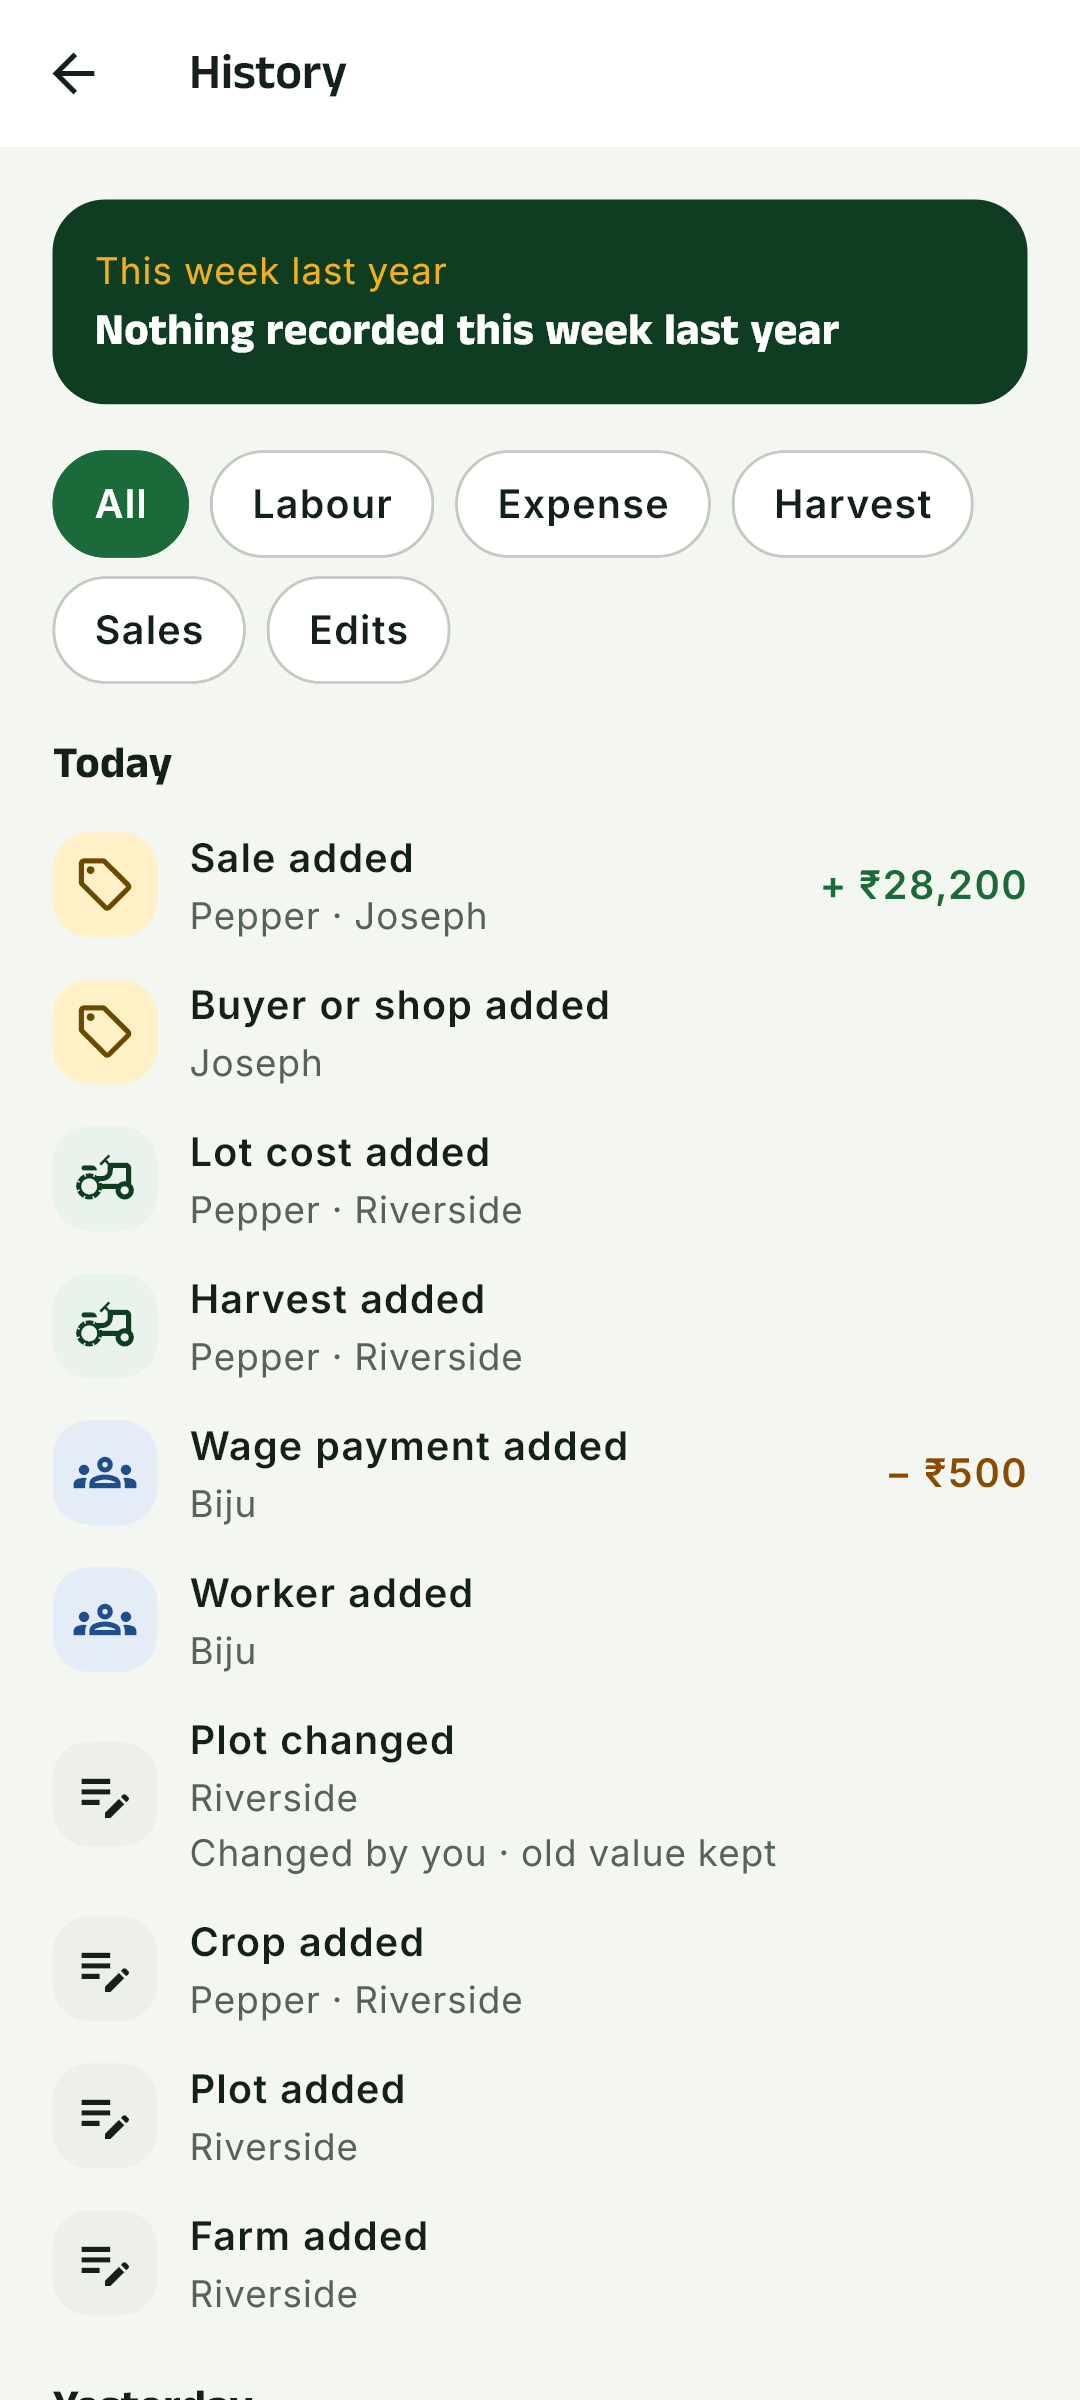 History
This week last year
Nothing recorded this week last year
All
Labour
Expense
Harvest
Sales
Edits
Today
Sale added
Pepper · Joseph
+ ₹28,200
Buyer or shop added
Joseph
Lot cost added
Pepper · Riverside
Harvest added
Pepper · Riverside
Wage payment added
Biju
– ₹500
Worker added
Biju
Plot changed
Riverside
Changed by you · old value kept
Crop added
Pepper · Riverside
Plot added
Riverside
Farm added
Riverside
Yesterday